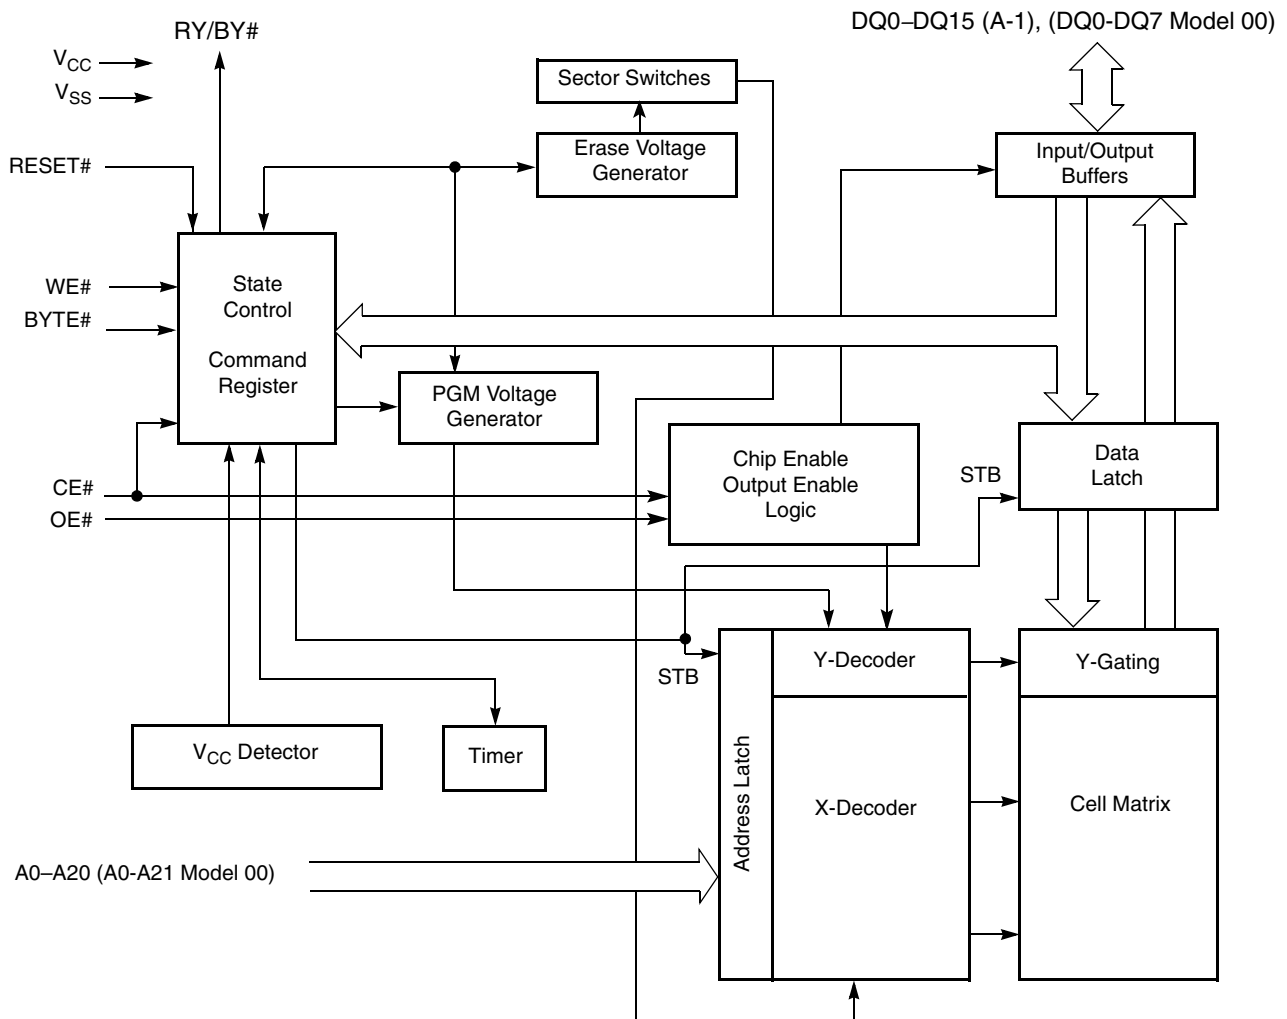 RY/BY#
DQ0–DQ15 (A-1), (DQ0-DQ7 Model 00)
VCC
VSS
Sector Switches
RESET#
Erase Voltage
Generator
Input/Output
Buffers
WE#
BYTE#
State
Control
Command
Register
PGM Voltage
Generator
Chip Enable
Output Enable
Logic
STB
Data
Latch
CE#
OE#
STB
Y-Decoder
Y-Gating
VCC Detector
Timer
Address Latch
X-Decoder
Cell Matrix
A0–A20 (A0-A21 Model 00)